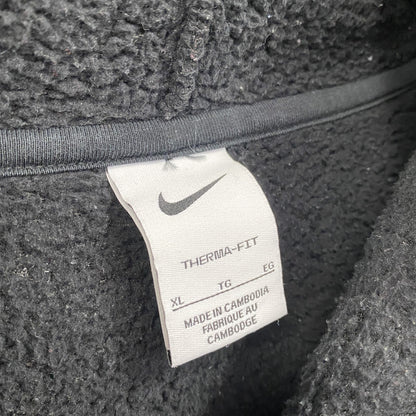 THERMA-FIT
XL TG EG
MADE IN CAMBODIA
FABRIQUE AU
CAMBODGE